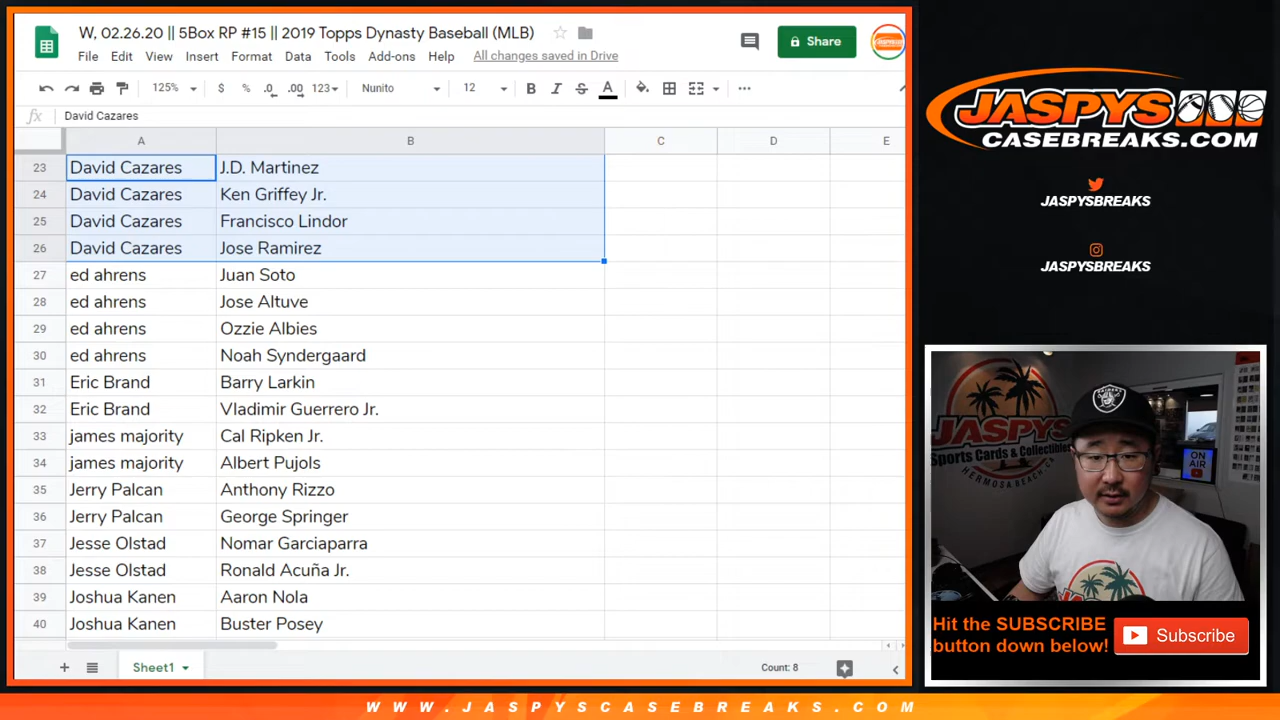 W, 02.26.20 || 5Box RP #15 || 2019 Topps Dynasty Baseball (MLB)
File Edit View Insert Format Data Tools Add-ons Help All changes saved in Drive
Share
125% $ % .0 .00 123 Nunito 12 B I S A
fx David Cazares
A B C D E
23 David Cazares J.D. Martinez
24 David Cazares Ken Griffey Jr.
25 David Cazares Francisco Lindor
26 David Cazares Jose Ramirez
27 ed ahrens Juan Soto
28 ed ahrens Jose Altuve
29 ed ahrens Ozzie Albies
30 ed ahrens Noah Syndergaard
31 Eric Brand Barry Larkin
32 Eric Brand Vladimir Guerrero Jr.
33 james majority Cal Ripken Jr.
34 james majority Albert Pujols
35 Jerry Palcan Anthony Rizzo
36 Jerry Palcan George Springer
37 Jesse Olstad Nomar Garciaparra
38 Jesse Olstad Ronald Acuña Jr.
39 Joshua Kanen Aaron Nola
40 Joshua Kanen Buster Posey
Sheet1
Count: 8
JASPYS
CASEBREAKS.COM
JASPYSBREAKS
JASPYSBREAKS
JASPYS
Sports Cards & Collectibles
HERMOSA BEACH, CA
ON
AIR
RAIDERS
Hit the SUBSCRIBE
button down below!
Subscribe
WWW.JASPYSCASEBREAKS.COM